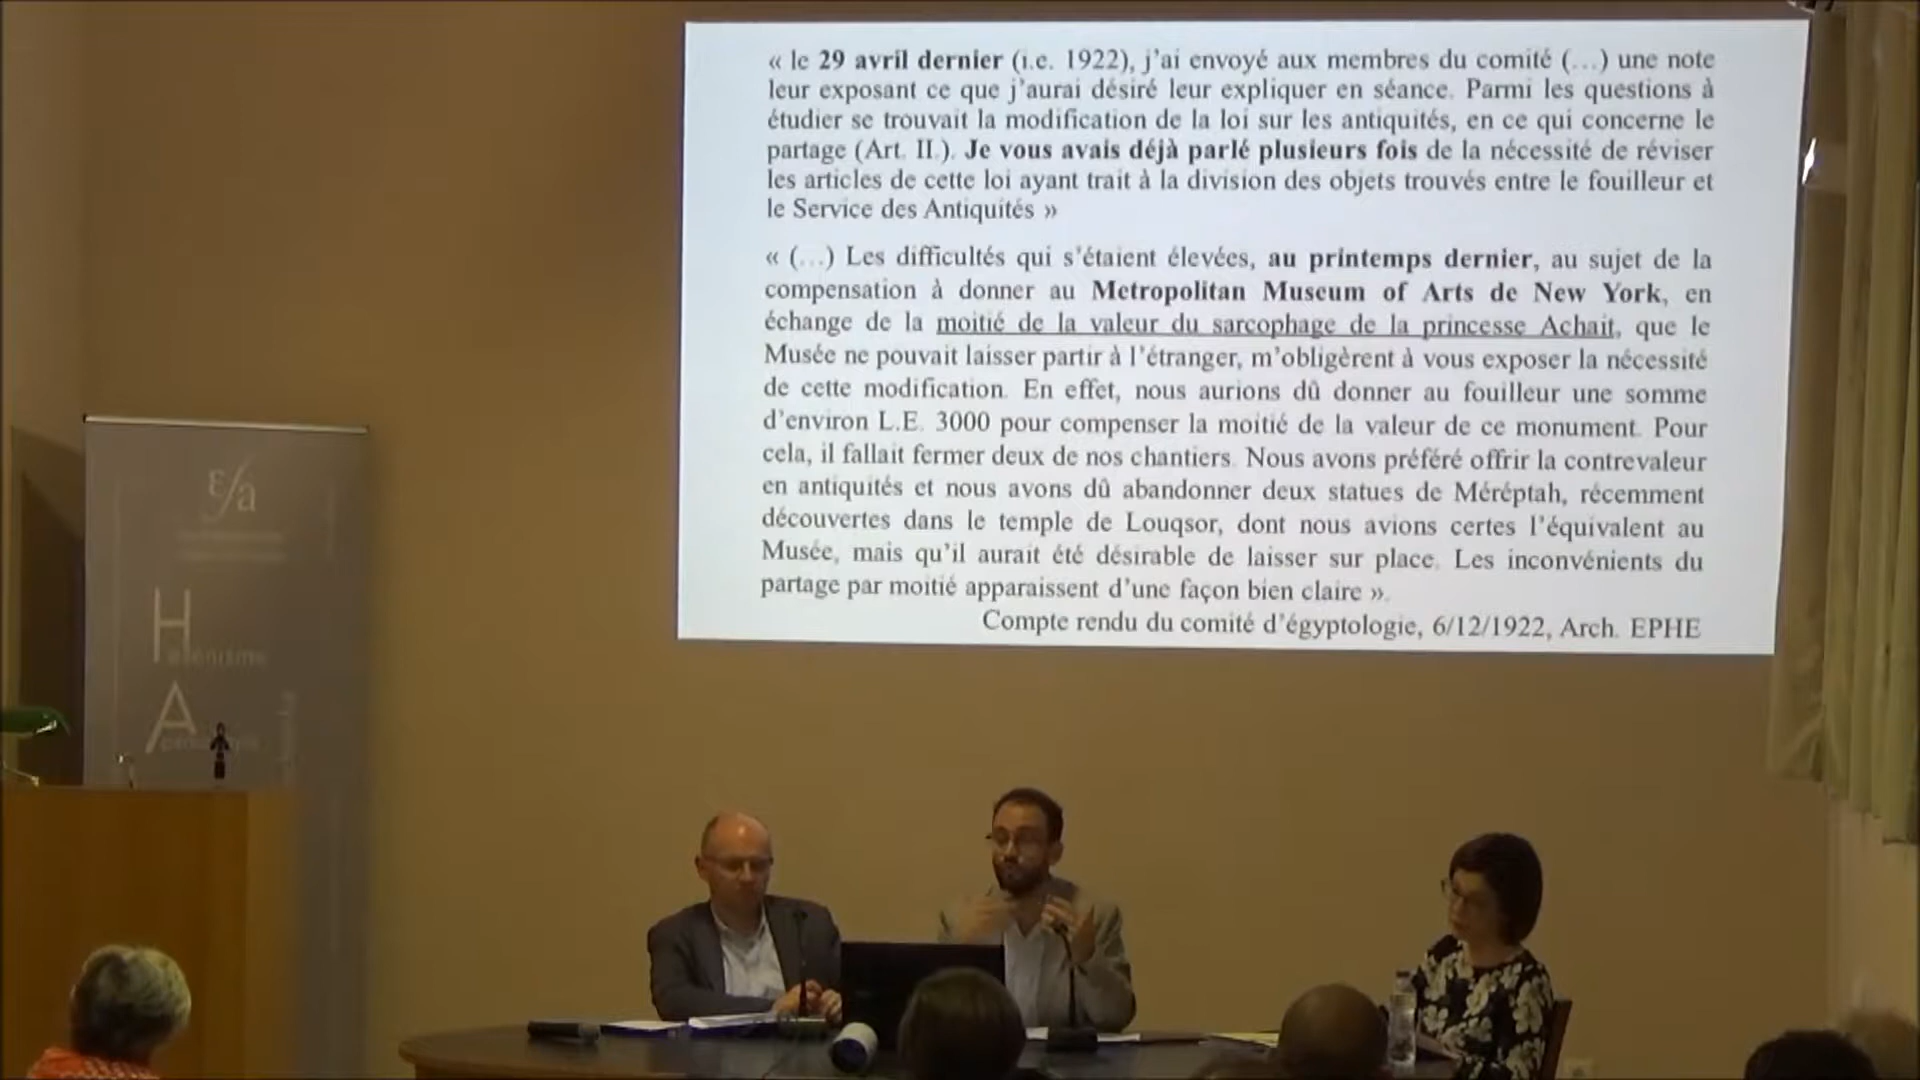 « le 29 avril dernier (i.e. 1922), j’ai envoyé aux membres du comité (…) une note
leur exposant ce que j’aurai désiré leur expliquer en séance. Parmi les questions à
étudier se trouvait la modification de la loi sur les antiquités, en ce qui concerne le
partage (Art. II.). Je vous avais déjà parlé plusieurs fois de la nécessité de réviser
les articles de cette loi ayant trait à la division des objets trouvés entre le fouilleur et
le Service des Antiquités »
« (…) Les difficultés qui s’étaient élevées, au printemps dernier, au sujet de la
compensation à donner au Metropolitan Museum of Arts de New York, en
échange de la moitié de la valeur du sarcophage de la princesse Achait, que le
Musée ne pouvait laisser partir à l’étranger, m’obligèrent à vous exposer la nécessité
de cette modification. En effet, nous aurions dû donner au fouilleur une somme
d’environ L.E. 3000 pour compenser la moitié de la valeur de ce monument. Pour
cela, il fallait fermer deux de nos chantiers. Nous avons préféré offrir la contrevaleur
en antiquités et nous avons dû abandonner deux statues de Méréptah, récemment
découvertes dans le temple de Louqsor, dont nous avions certes l’équivalent au
Musée, mais qu’il aurait été désirable de laisser sur place. Les inconvénients du
partage par moitié apparaissent d’une façon bien claire ».
Compte rendu du comité d’égyptologie, 6/12/1922, Arch. EPHE
εfa
H
A